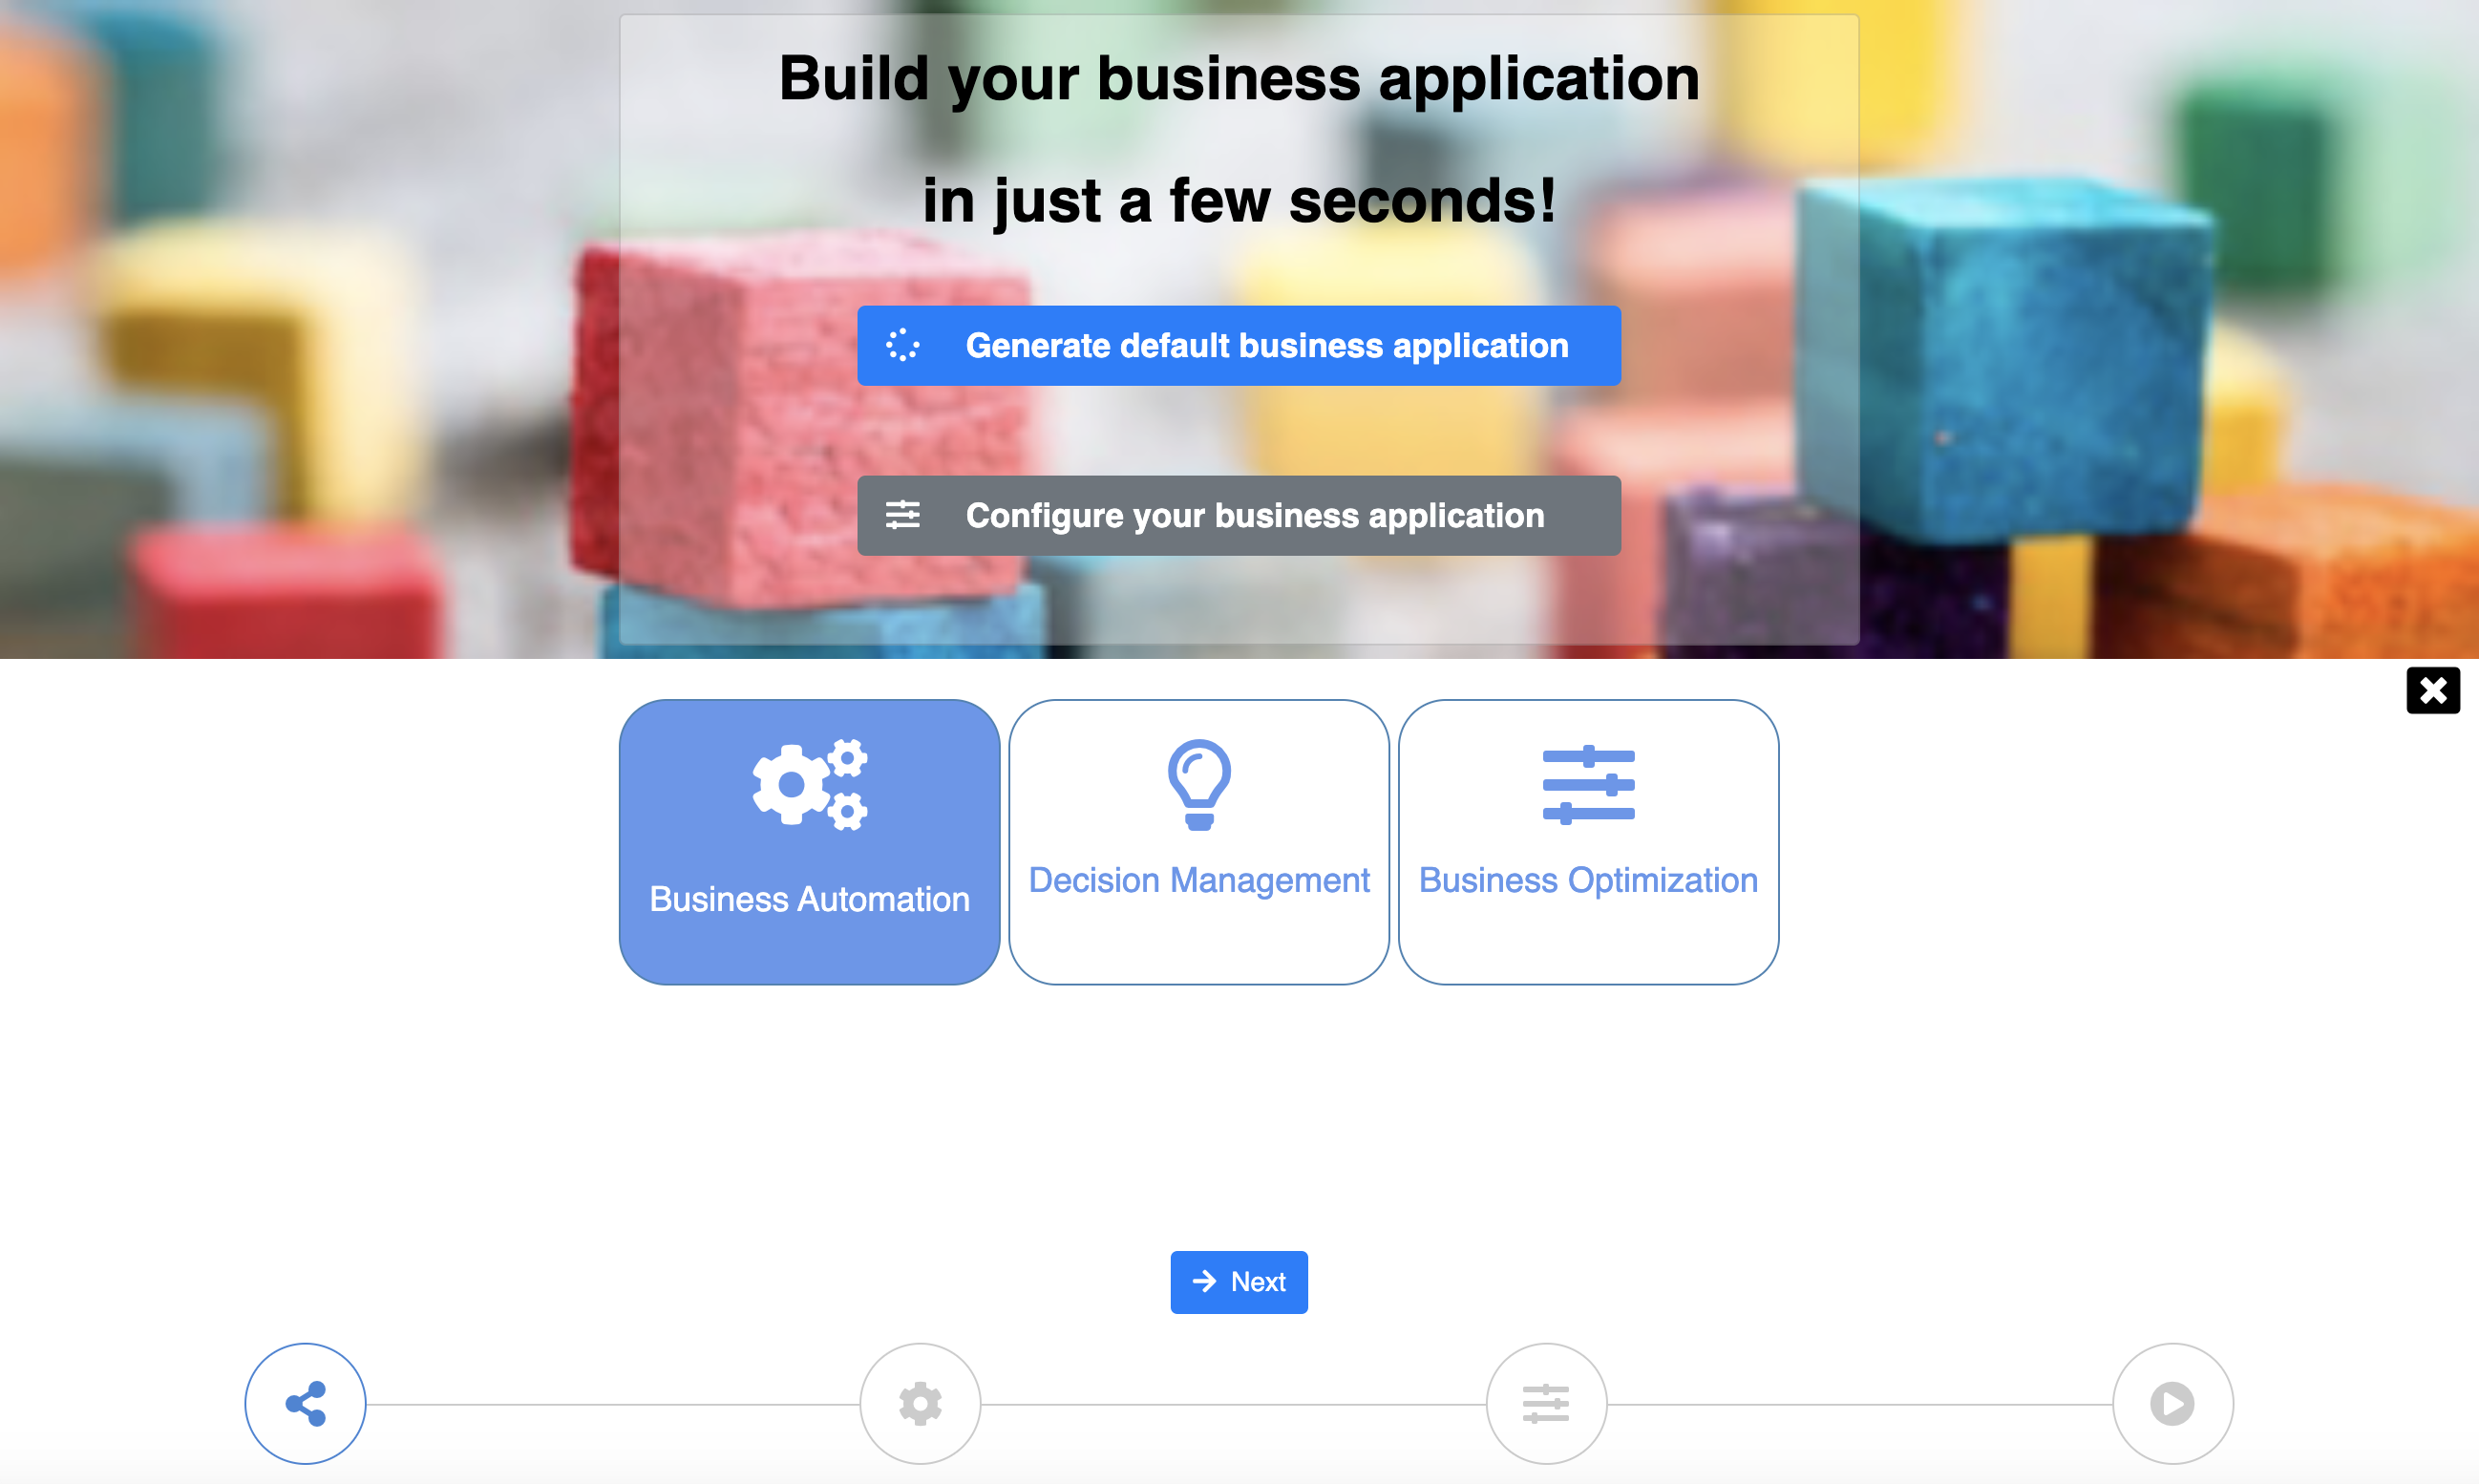 Build your business application
in just a few seconds!
Generate default business application
Configure your business application
Business Automation
Decision Management
Business Optimization
Next